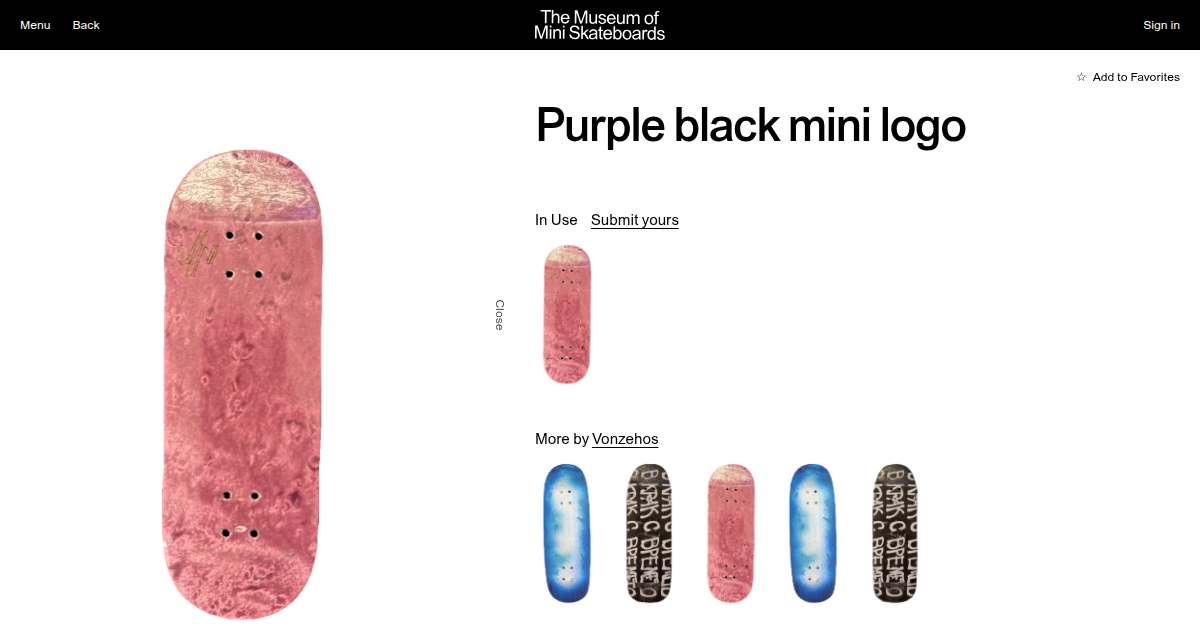 Menu
Back
The Museum of
Mini Skateboards
Sign in
☆ Add to Favorites
Purple black mini logo
In Use
Submit yours
Close
More by Vonzehos